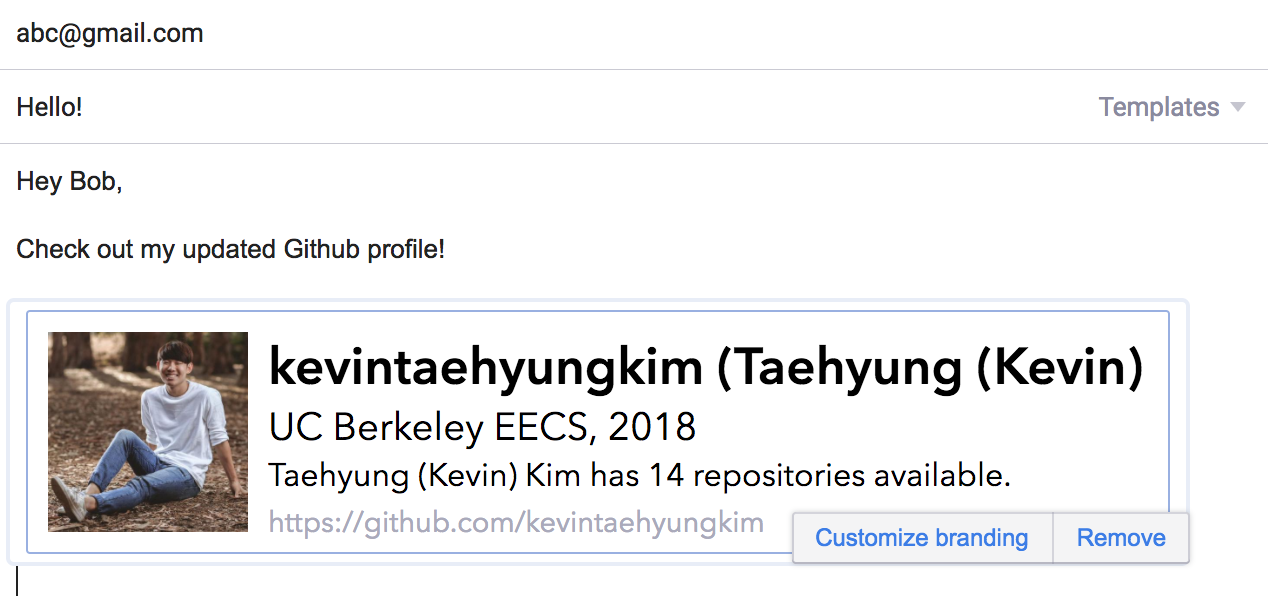 abc@gmail.com
Hello!
Templates
Hey Bob,
Check out my updated Github profile!
kevintaehyungkim (Taehyung (Kevin)
UC Berkeley EECS, 2018
Taehyung (Kevin) Kim has 14 repositories available.
https://github.com/kevintaehyungkim
Customize branding
Remove